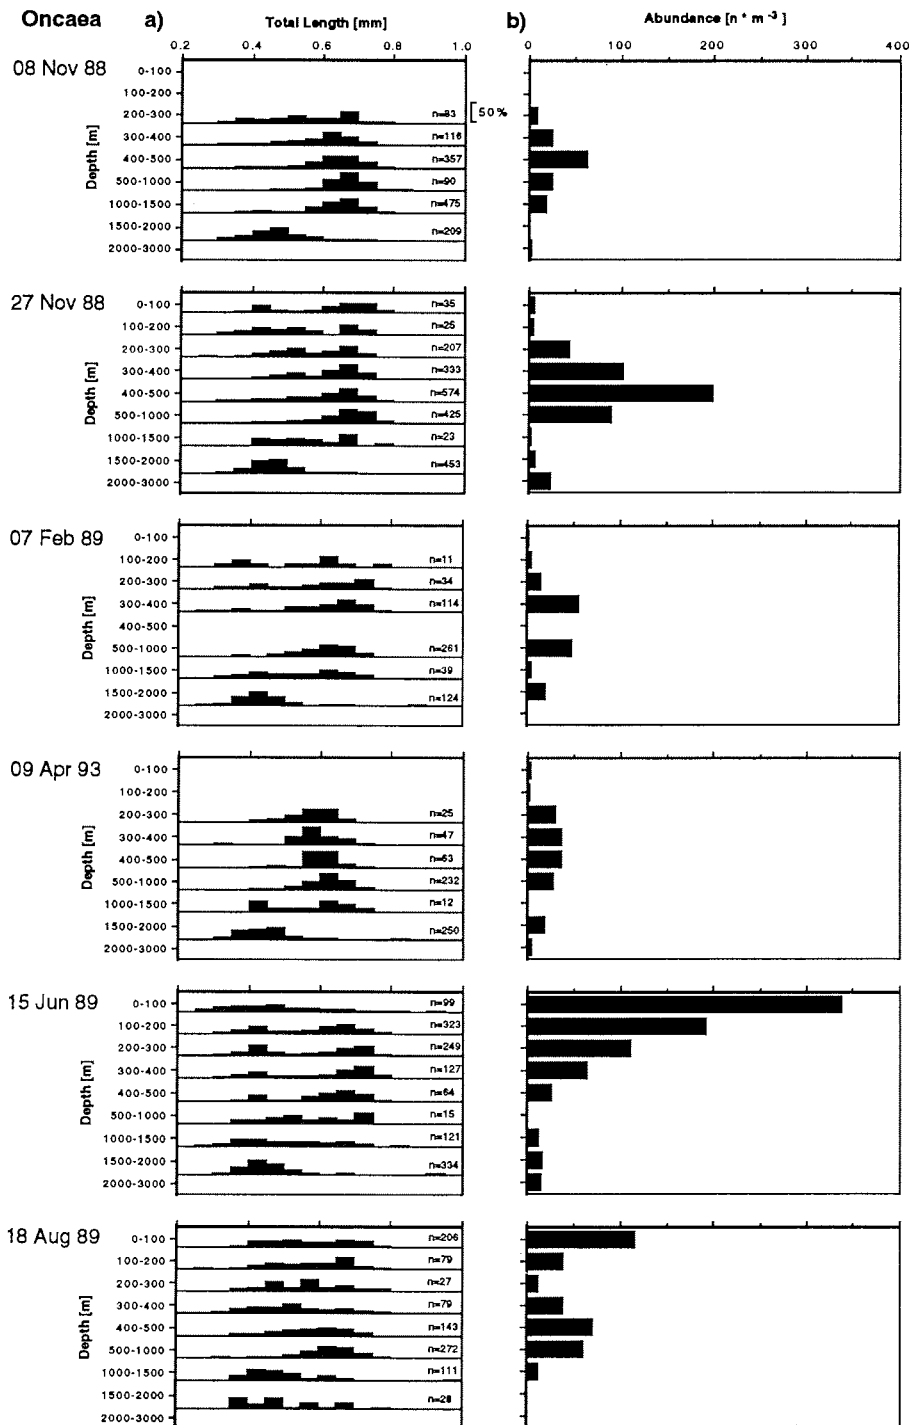 Oncaea a) Total Length [mm] b) Abundance [n * m -3]
0.2 0.4 0.6 0.8 1.0 0 100 200 300 400
08 Nov 88
Depth [m]
0-100
100-200
200-300 n=83 50%
300-400 n=116
400-500 n=357
500-1000 n=90
1000-1500 n=475
1500-2000 n=209
2000-3000
27 Nov 88
Depth [m]
0-100 n=35
100-200 n=25
200-300 n=207
300-400 n=333
400-500 n=574
500-1000 n=425
1000-1500 n=23
1500-2000 n=453
2000-3000
07 Feb 89
Depth [m]
0-100
100-200 n=11
200-300 n=34
300-400 n=114
400-500
500-1000 n=261
1000-1500 n=39
1500-2000 n=124
2000-3000
09 Apr 93
Depth [m]
0-100
100-200
200-300 n=25
300-400 n=47
400-500 n=63
500-1000 n=232
1000-1500 n=12
1500-2000 n=250
2000-3000
15 Jun 89
Depth [m]
0-100 n=99
100-200 n=323
200-300 n=249
300-400 n=127
400-500 n=64
500-1000 n=15
1000-1500 n=121
1500-2000 n=334
2000-3000
18 Aug 89
Depth [m]
0-100 n=206
100-200 n=79
200-300 n=27
300-400 n=79
400-500 n=143
500-1000 n=272
1000-1500 n=111
1500-2000 n=28
2000-3000